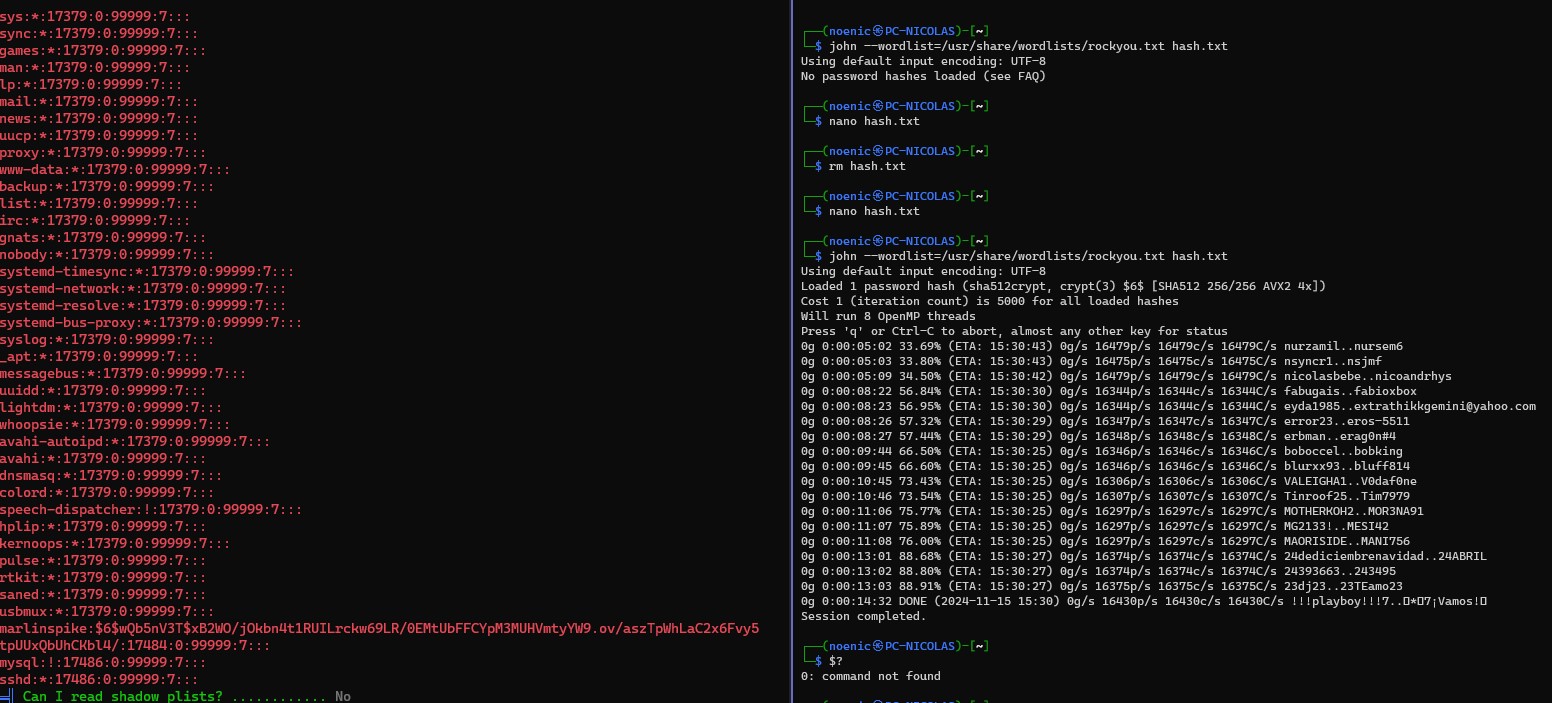 sys:*:17379:0:99999:7:::
sync:*:17379:0:99999:7:::
games:*:17379:0:99999:7:::
man:*:17379:0:99999:7:::
lp:*:17379:0:99999:7:::
mail:*:17379:0:99999:7:::
news:*:17379:0:99999:7:::
uucp:*:17379:0:99999:7:::
proxy:*:17379:0:99999:7:::
www-data:*:17379:0:99999:7:::
backup:*:17379:0:99999:7:::
list:*:17379:0:99999:7:::
irc:*:17379:0:99999:7:::
gnats:*:17379:0:99999:7:::
nobody:*:17379:0:99999:7:::
systemd-timesync:*:17379:0:99999:7:::
systemd-network:*:17379:0:99999:7:::
systemd-resolve:*:17379:0:99999:7:::
systemd-bus-proxy:*:17379:0:99999:7:::
syslog:*:17379:0:99999:7:::
_apt:*:17379:0:99999:7:::
messagebus:*:17379:0:99999:7:::
uuidd:*:17379:0:99999:7:::
lightdm:*:17379:0:99999:7:::
whoopsie:*:17379:0:99999:7:::
avahi-autoipd:*:17379:0:99999:7:::
avahi:*:17379:0:99999:7:::
dnsmasq:*:17379:0:99999:7:::
colord:*:17379:0:99999:7:::
speech-dispatcher:!:17379:0:99999:7:::
hplip:*:17379:0:99999:7:::
kernoops:*:17379:0:99999:7:::
pulse:*:17379:0:99999:7:::
rtkit:*:17379:0:99999:7:::
saned:*:17379:0:99999:7:::
usbmux:*:17379:0:99999:7:::
marlinspike:$6$wQb5nV3T$xB2WO/jOkbn4t1RUILrckw69LR/0EMtUbFFCYpM3MUHVmtyYW9.ov/aszTpWhLaC2x6Fvy5
tpUUxQbUhCKbl4/:17484:0:99999:7:::
mysql:!:17486:0:99999:7:::
sshd:*:17486:0:99999:7:::
Can I read shadow plists? ............ No
(noenic㉿PC-NICOLAS)-[~]
$ john --wordlist=/usr/share/wordlists/rockyou.txt hash.txt
Using default input encoding: UTF-8
No password hashes loaded (see FAQ)
(noenic㉿PC-NICOLAS)-[~]
$ nano hash.txt
(noenic㉿PC-NICOLAS)-[~]
$ rm hash.txt
(noenic㉿PC-NICOLAS)-[~]
$ nano hash.txt
(noenic㉿PC-NICOLAS)-[~]
$ john --wordlist=/usr/share/wordlists/rockyou.txt hash.txt
Using default input encoding: UTF-8
Loaded 1 password hash (sha512crypt, crypt(3) $6$ [SHA512 256/256 AVX2 4x])
Cost 1 (iteration count) is 5000 for all loaded hashes
Will run 8 OpenMP threads
Press 'q' or Ctrl-C to abort, almost any other key for status
0g 0:00:05:02 33.69% (ETA: 15:30:43) 0g/s 16479p/s 16479c/s 16479C/s nurzamil..nursem6
0g 0:00:05:03 33.80% (ETA: 15:30:43) 0g/s 16475p/s 16475c/s 16475C/s nsyncr1..nsjmf
0g 0:00:05:09 34.50% (ETA: 15:30:42) 0g/s 16479p/s 16479c/s 16479C/s nicolasbebe..nicoandrhys
0g 0:00:08:22 56.84% (ETA: 15:30:30) 0g/s 16344p/s 16344c/s 16344C/s fabugais..fabioxbox
0g 0:00:08:23 56.95% (ETA: 15:30:30) 0g/s 16344p/s 16344c/s 16344C/s eyda1985..extrathikkgemini@yahoo.com
0g 0:00:08:26 57.32% (ETA: 15:30:29) 0g/s 16349p/s 16349c/s 16349C/s error23..eros-5511
0g 0:00:08:27 57.44% (ETA: 15:30:29) 0g/s 16348p/s 16348c/s 16348C/s erbman..erag0n#4
0g 0:00:09:44 66.50% (ETA: 15:30:25) 0g/s 16346p/s 16346c/s 16346C/s boboccel..bobking
0g 0:00:09:45 66.60% (ETA: 15:30:25) 0g/s 16346p/s 16346c/s 16346C/s blurxx93..bluff814
0g 0:00:10:45 73.43% (ETA: 15:30:25) 0g/s 16306p/s 16306c/s 16306C/s VALEIGHA1..V0daf0ne
0g 0:00:10:46 73.54% (ETA: 15:30:25) 0g/s 16307p/s 16307c/s 16307C/s Tinroof25..Tim7979
0g 0:00:11:06 75.77% (ETA: 15:30:25) 0g/s 16297p/s 16297c/s 16297C/s MOTHERKOH2..MOR3NA91
0g 0:00:11:07 75.89% (ETA: 15:30:25) 0g/s 16297p/s 16297c/s 16297C/s MG2133!..MESI42
0g 0:00:11:08 76.00% (ETA: 15:30:25) 0g/s 16297p/s 16297c/s 16297C/s MAORISIDE..MANI756
0g 0:00:13:01 88.68% (ETA: 15:30:27) 0g/s 16374p/s 16374c/s 16374C/s 24dediciembrenavidad..24ABRIL
0g 0:00:13:02 88.80% (ETA: 15:30:27) 0g/s 16374p/s 16374c/s 16374C/s 24393663..243495
0g 0:00:13:03 88.91% (ETA: 15:30:27) 0g/s 16375p/s 16375c/s 16375C/s 23dj23..23TEamo23
0g 0:00:14:32 DONE (2024-11-15 15:30) 0g/s 16430p/s 16430c/s 16430C/s !!!playboy!!!7..▯*▯7¡Vamos!▯
Session completed.
(noenic㉿PC-NICOLAS)-[~]
$ $?
0: command not found